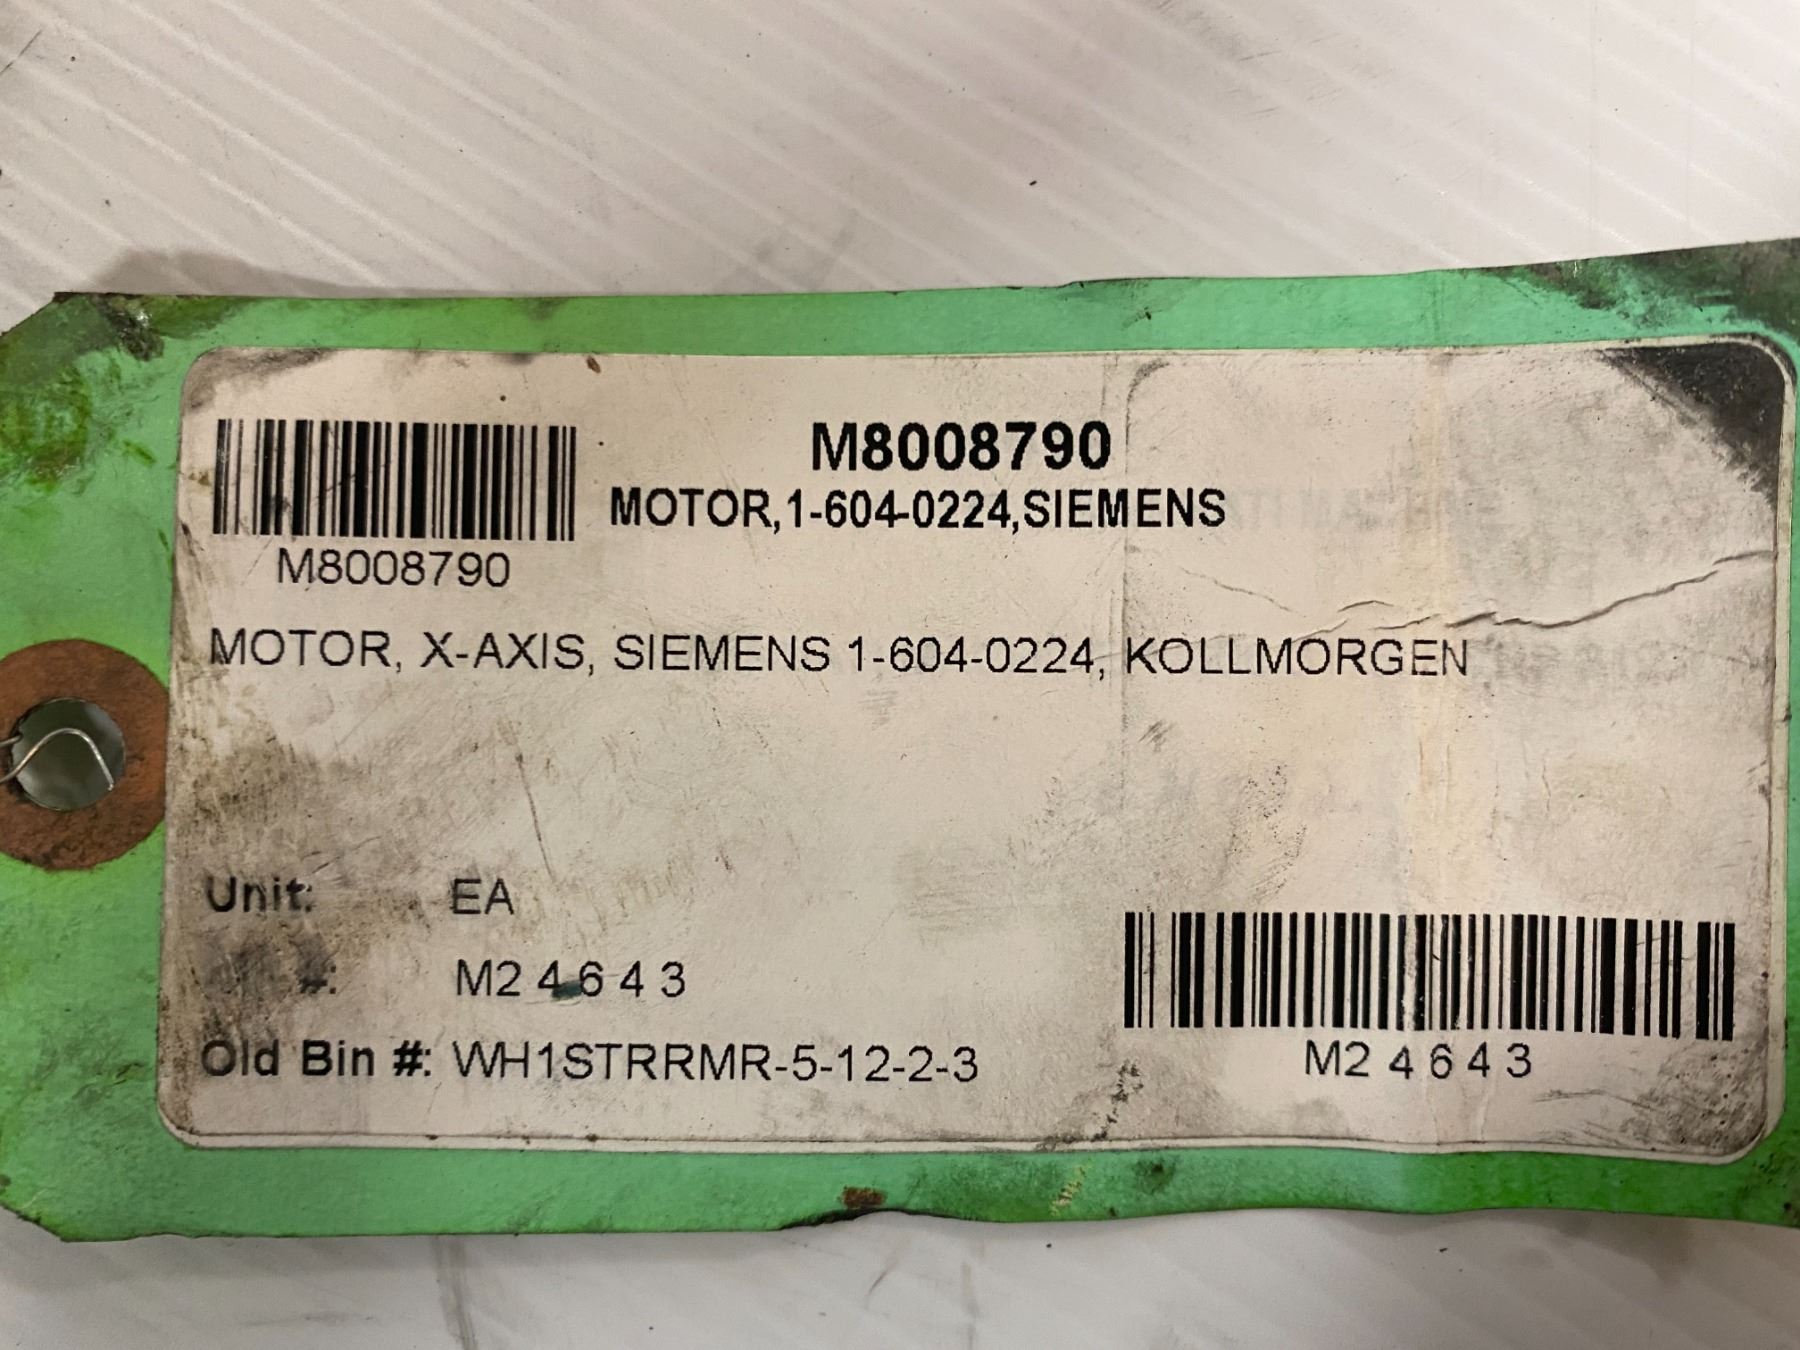 M8008790
MOTOR,1-604-0224,SIEMENS
M8008790
MOTOR, X-AXIS, SIEMENS 1-604-0224, KOLLMORGEN
Unit: EA
#: M2 4 6 4 3
Old Bin #: WH1STRRMR-5-12-2-3
M2 4 6 4 3